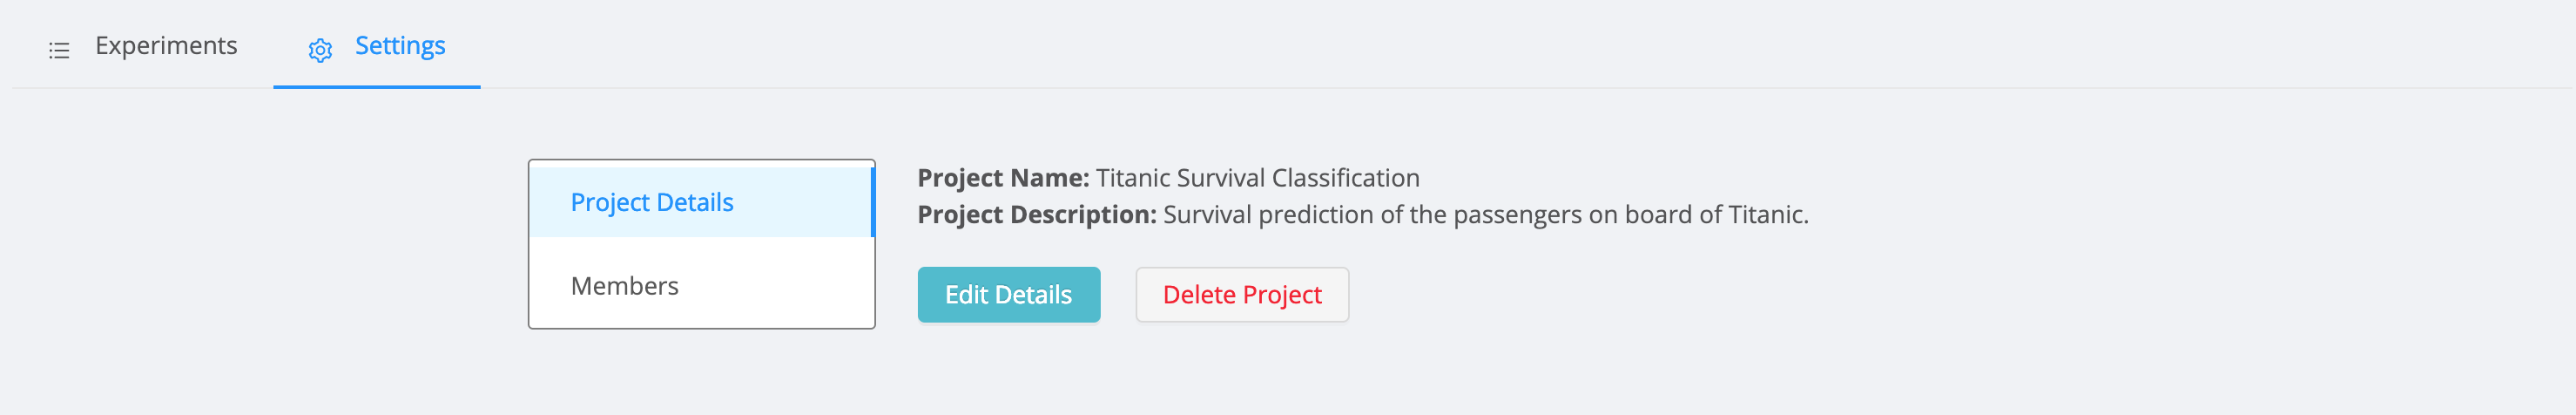 Experiments
Settings
Project Details
Members
Project Name: Titanic Survival Classification
Project Description: Survival prediction of the passengers on board of Titanic.
Edit Details
Delete Project